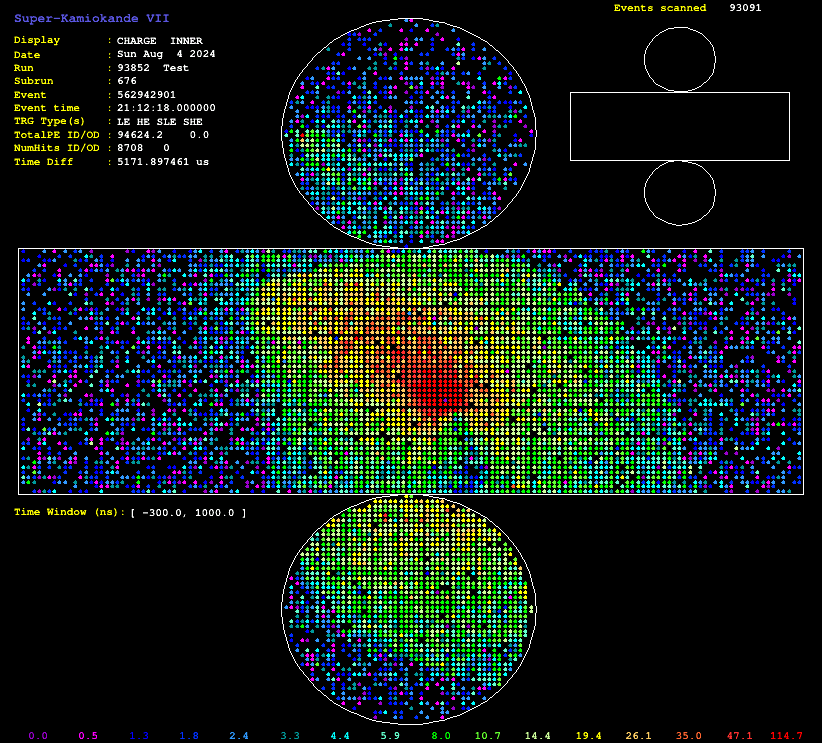 Super-Kamiokande VII
Events scanned 93091
Display : CHARGE INNER
Date : Sun Aug 4 2024
Run : 93852 Test
Subrun : 676
Event : 562942901
Event time : 21:12:18.000000
TRG Type(s) : LE HE SLE SHE
TotalPE ID/OD : 94624.2 0.0
NumHits ID/OD : 8708 0
Time Diff : 5171.897461 us
Time Window (ns): [ -300.0, 1000.0 ]
0.0 0.5 1.3 1.8 2.4 3.3 4.4 5.9 8.0 10.7 14.4 19.4 26.1 35.0 47.1 114.7